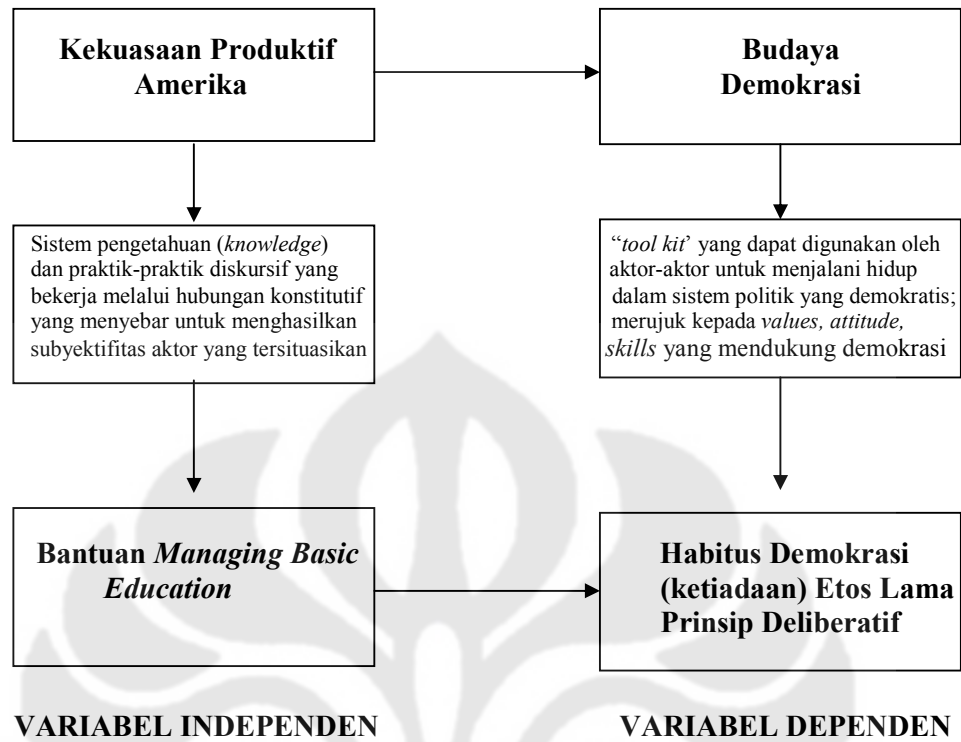 Kekuasaan Produktif
Amerika
Budaya
Demokrasi
Sistem pengetahuan (knowledge)
dan praktik-praktik diskursif yang
bekerja melalui hubungan konstitutif
yang menyebar untuk menghasilkan
subyektifitas aktor yang tersituasikan
“tool kit’ yang dapat digunakan oleh
aktor-aktor untuk menjalani hidup
dalam sistem politik yang demokratis;
merujuk kepada values, attitude,
skills yang mendukung demokrasi
Bantuan Managing Basic
Education
Habitus Demokrasi
(ketiadaan) Etos Lama
Prinsip Deliberatif
VARIABEL INDEPENDEN
VARIABEL DEPENDEN